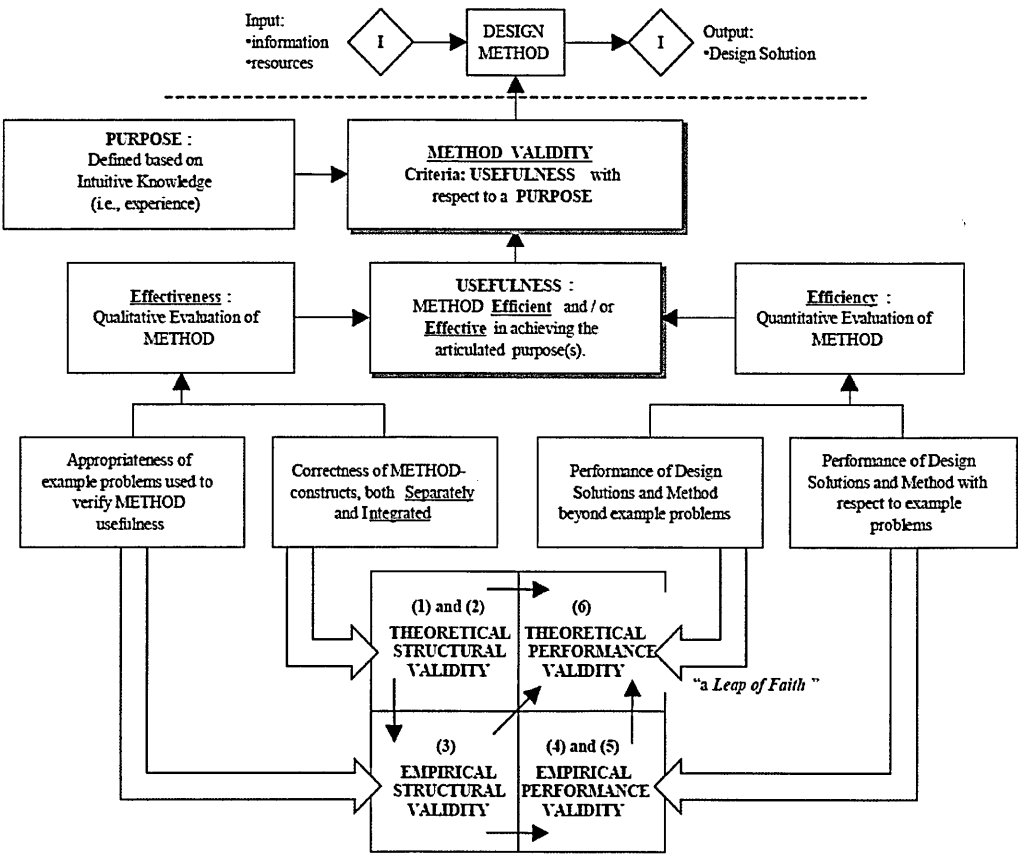 Input:
•information
•resources
I
DESIGN
METHOD
I
Output:
•Design Solution
PURPOSE :
Defined based on
Intuitive Knowledge
(i.e., experience)
METHOD VALIDITY
Criteria: USEFULNESS with
respect to a PURPOSE
Effectiveness :
Qualitative Evaluation of
METHOD
USEFULNESS :
METHOD Efficient and / or
Effective in achieving the
articulated purpose(s).
Efficiency :
Quantitative Evaluation of
METHOD
Appropriateness of
example problems used to
verify METHOD
usefulness
Correctness of METHOD-
constructs, both Separately
and Integrated
Performance of Design
Solutions and Method
beyond example problems
Performance of Design
Solutions and Method with
respect to example
problems
(1) and (2)
THEORETICAL
STRUCTURAL
VALIDITY
(6)
THEORETICAL
PERFORMANCE
VALIDITY
"a Leap of Faith "
(3)
EMPIRICAL
STRUCTURAL
VALIDITY
(4) and (5)
EMPIRICAL
PERFORMANCE
VALIDITY